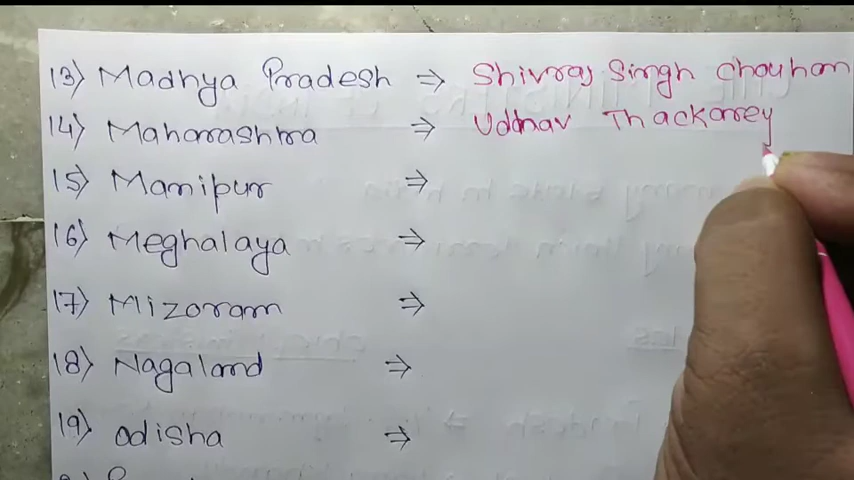 13) Madhya Pradesh ⇒ Shivraj Singh Chouhan
14) Maharashtra ⇒ Uddhav Thackarey
15) Manipur ⇒
16) Meghalaya ⇒
17) Mizoram ⇒
18) Nagaland ⇒
19) odisha ⇒